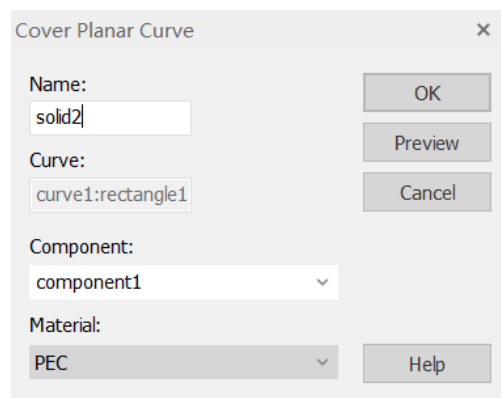 Cover Planar Curve
Name:
solid2
OK
Preview
Curve:
curve1:rectangle1
Cancel
Component:
component1
Material:
PEC
Help